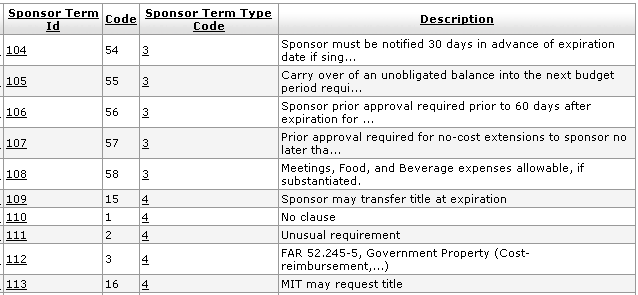 Sponsor Term Id Code Sponsor Term Type Code Description
104 54 3 Sponsor must be notified 30 days in advance of expiration
date if sing...
105 55 3 Carry over of an unobligated balance into the next budget
period requi...
106 56 3 Sponsor prior approval required prior to 60 days after
expiration for ...
107 57 3 Prior approval required for no-cost extensions to sponsor no
later tha...
108 58 3 Meetings, Food, and Beverage expenses allowable, if
substantiated.
109 15 4 Sponsor may transfer title at expiration
110 1 4 No clause
111 2 4 Unusual requirement
112 3 4 FAR 52.245-5, Government Property (Cost-
reimbursement,...)
113 16 4 MIT may request title